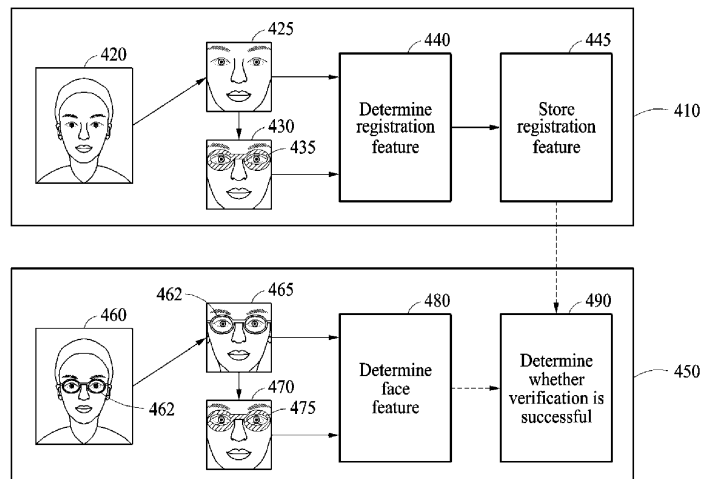 420
425
430
435
440
Determine
registration
feature
445
Store
registration
feature
410
460
462
462
465
470
475
480
Determine
face
feature
490
Determine
whether
verification is
successful
450